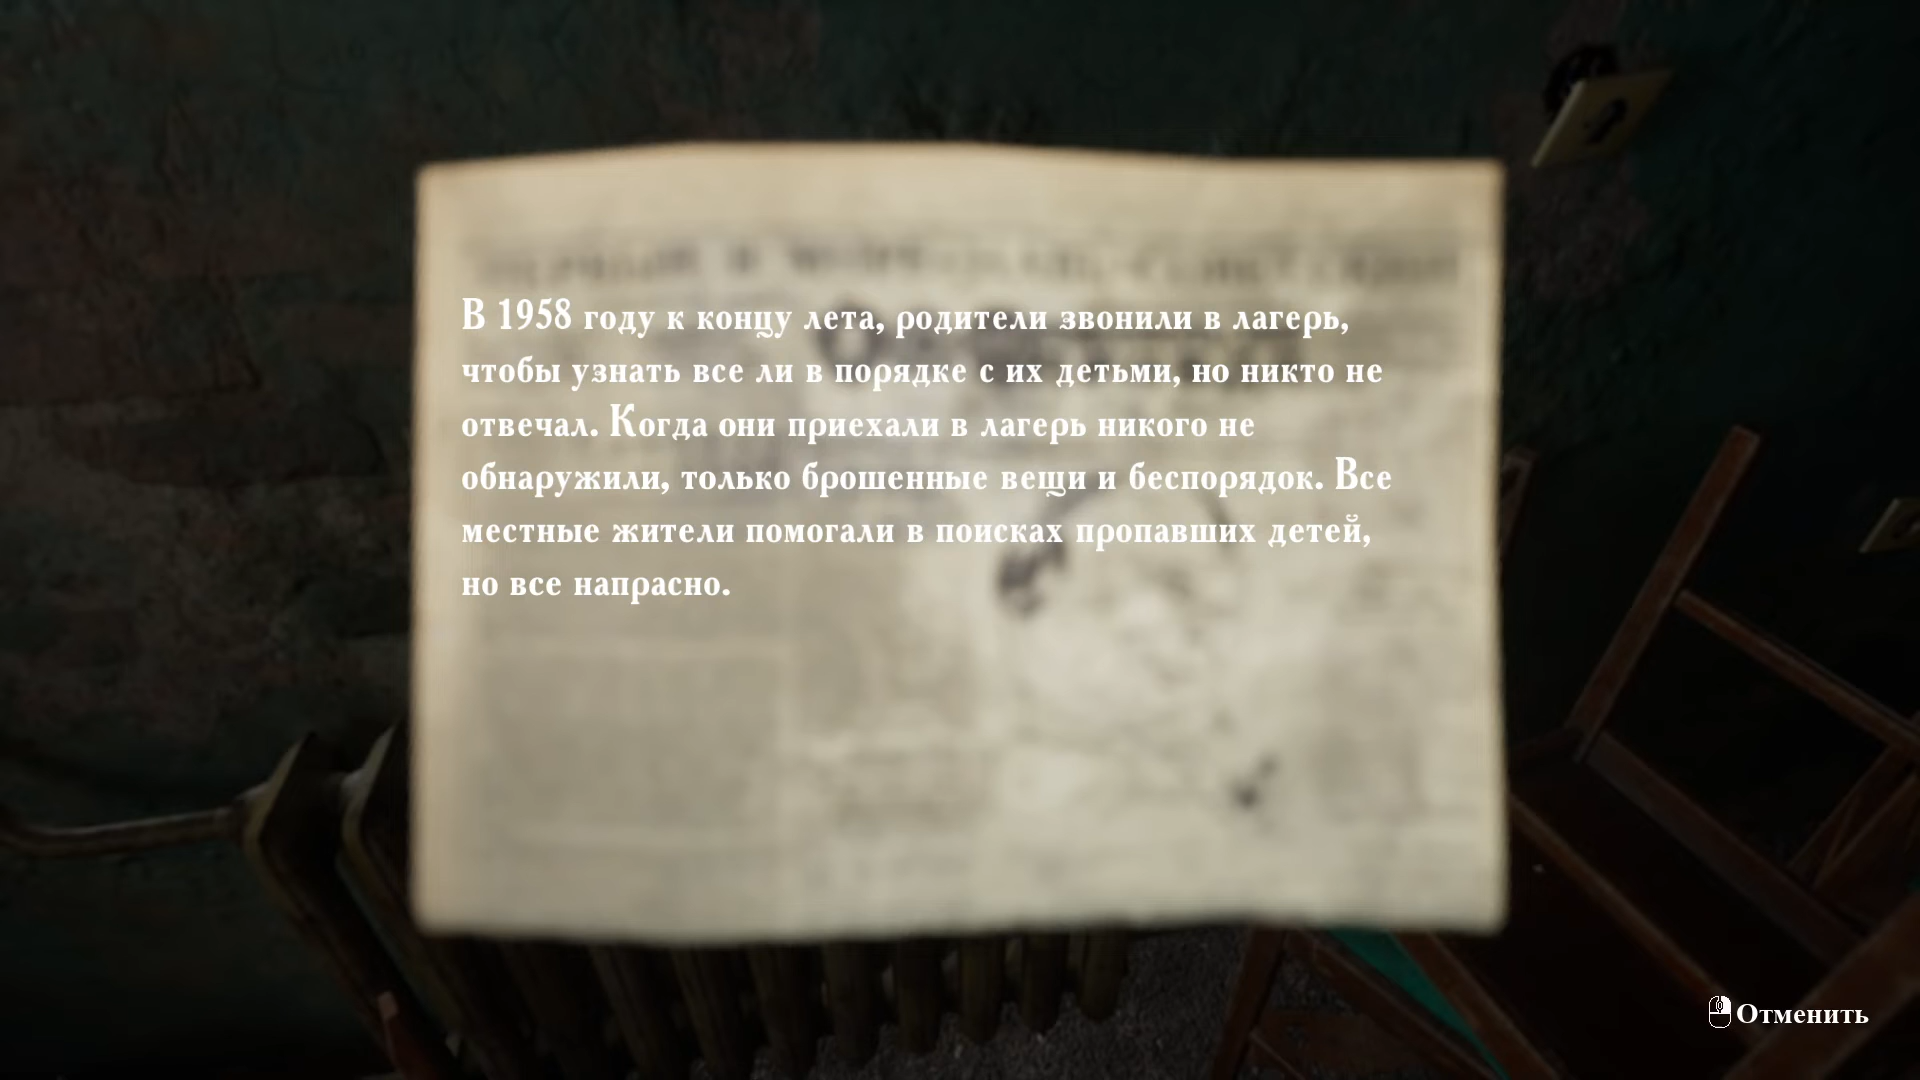 В 1958 году к концу лета, родители звонили в лагерь,
чтобы узнать все ли в порядке с их детьми, но никто не
отвечал. Когда они приехали в лагерь никого не
обнаружили, только брошенные вещи и беспорядок. Все
местные жители помогали в поисках пропавших детей,
но все напрасно.
Отменить